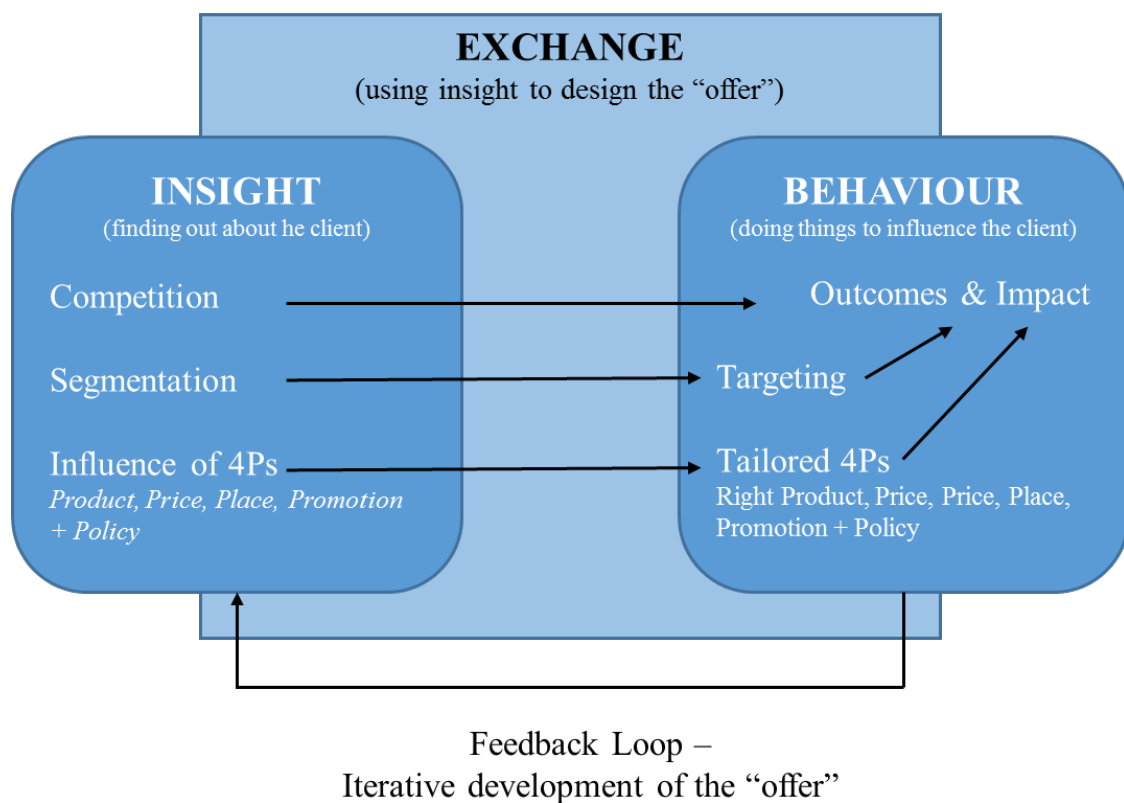 EXCHANGE
(using insight to design the “offer”)
INSIGHT
(finding out about he client)
Competition
Segmentation
Influence of 4Ps
Product, Price, Place, Promotion
+ Policy
BEHAVIOUR
(doing things to influence the client)
Outcomes & Impact
Targeting
Tailored 4Ps
Right Product, Price, Price, Place,
Promotion + Policy
Feedback Loop –
Iterative development of the “offer”